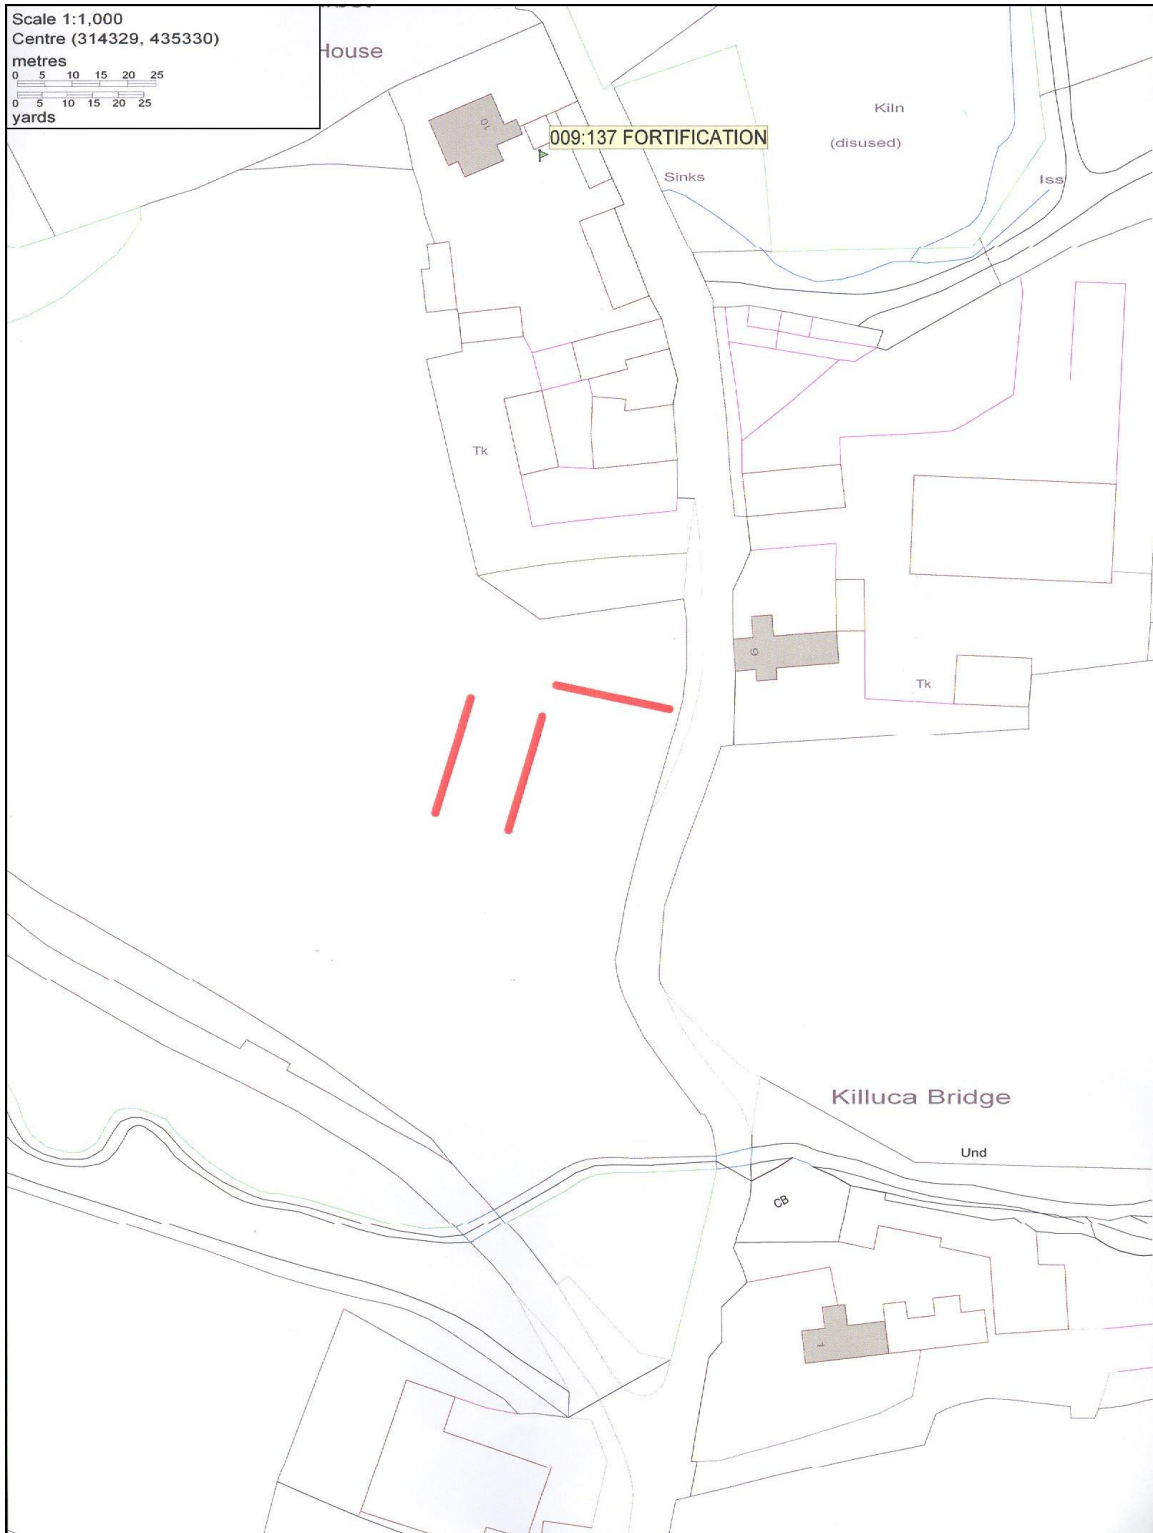 Scale 1:1,000
Centre (314329, 435330)
metres
0 5 10 15 20 25
0 5 10 15 20 25
yards
House
10
009:137 FORTIFICATION
Kiln
(disused)
Sinks
Iss
Tk
6
Tk
Killuca Bridge
Und
CB